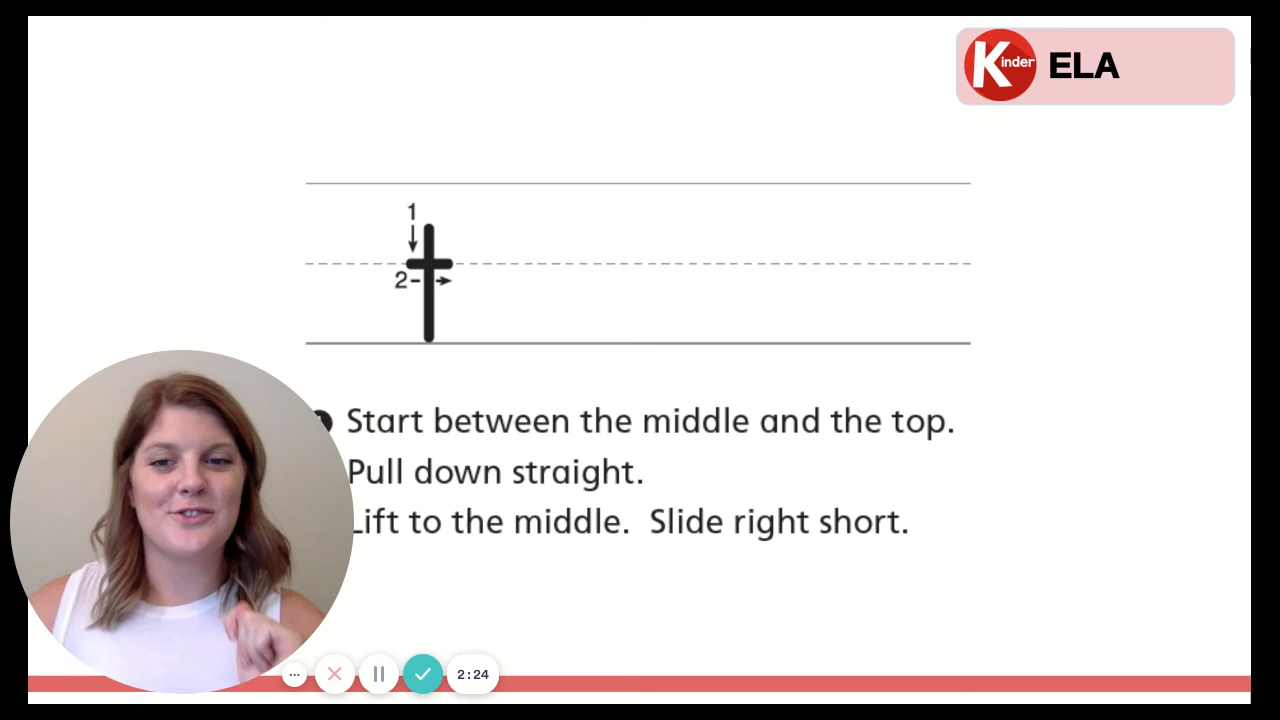 Kinder ELA
1
t
2
Start between the middle and the top.
Pull down straight.
Lift to the middle. Slide right short.
2:24